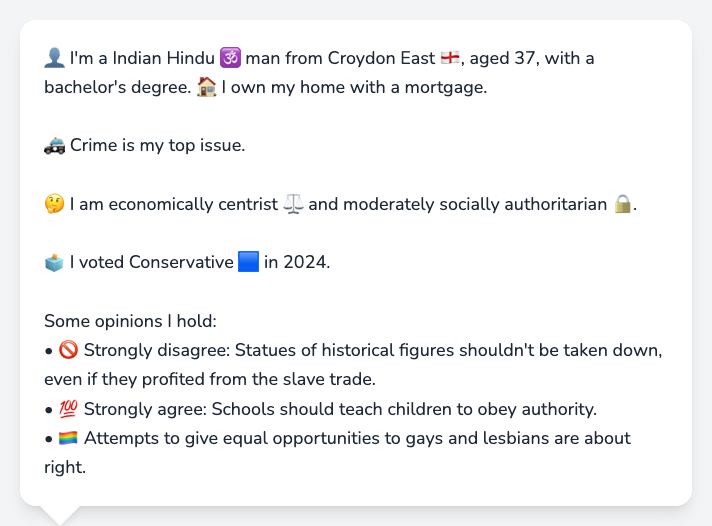 👤 I'm a Indian Hindu 🕉️ man from Croydon East 🏴󠁧󠁢󠁥󠁮󠁧󠁿, aged 37, with a
bachelor's degree. 🏠 I own my home with a mortgage.
🚓 Crime is my top issue.
🤔 I am economically centrist ⚖️ and moderately socially authoritarian 🔒.
🗳️ I voted Conservative 🟦 in 2024.
Some opinions I hold:
• 🚫 Strongly disagree: Statues of historical figures shouldn't be taken down,
even if they profited from the slave trade.
• 💯 Strongly agree: Schools should teach children to obey authority.
• 🏳️‍🌈 Attempts to give equal opportunities to gays and lesbians are about
right.